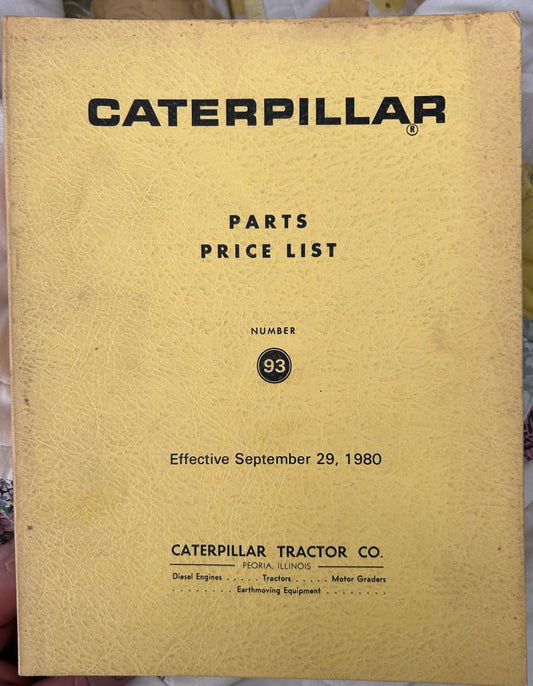 CATERPILLAR®
PARTS
PRICE LIST
NUMBER
93
Effective September 29, 1980
CATERPILLAR TRACTOR CO.
PEORIA, ILLINOIS
Diesel Engines . . . . . Tractors . . . . . Motor Graders
. . . . . . . . Earthmoving Equipment . . . . . . . .